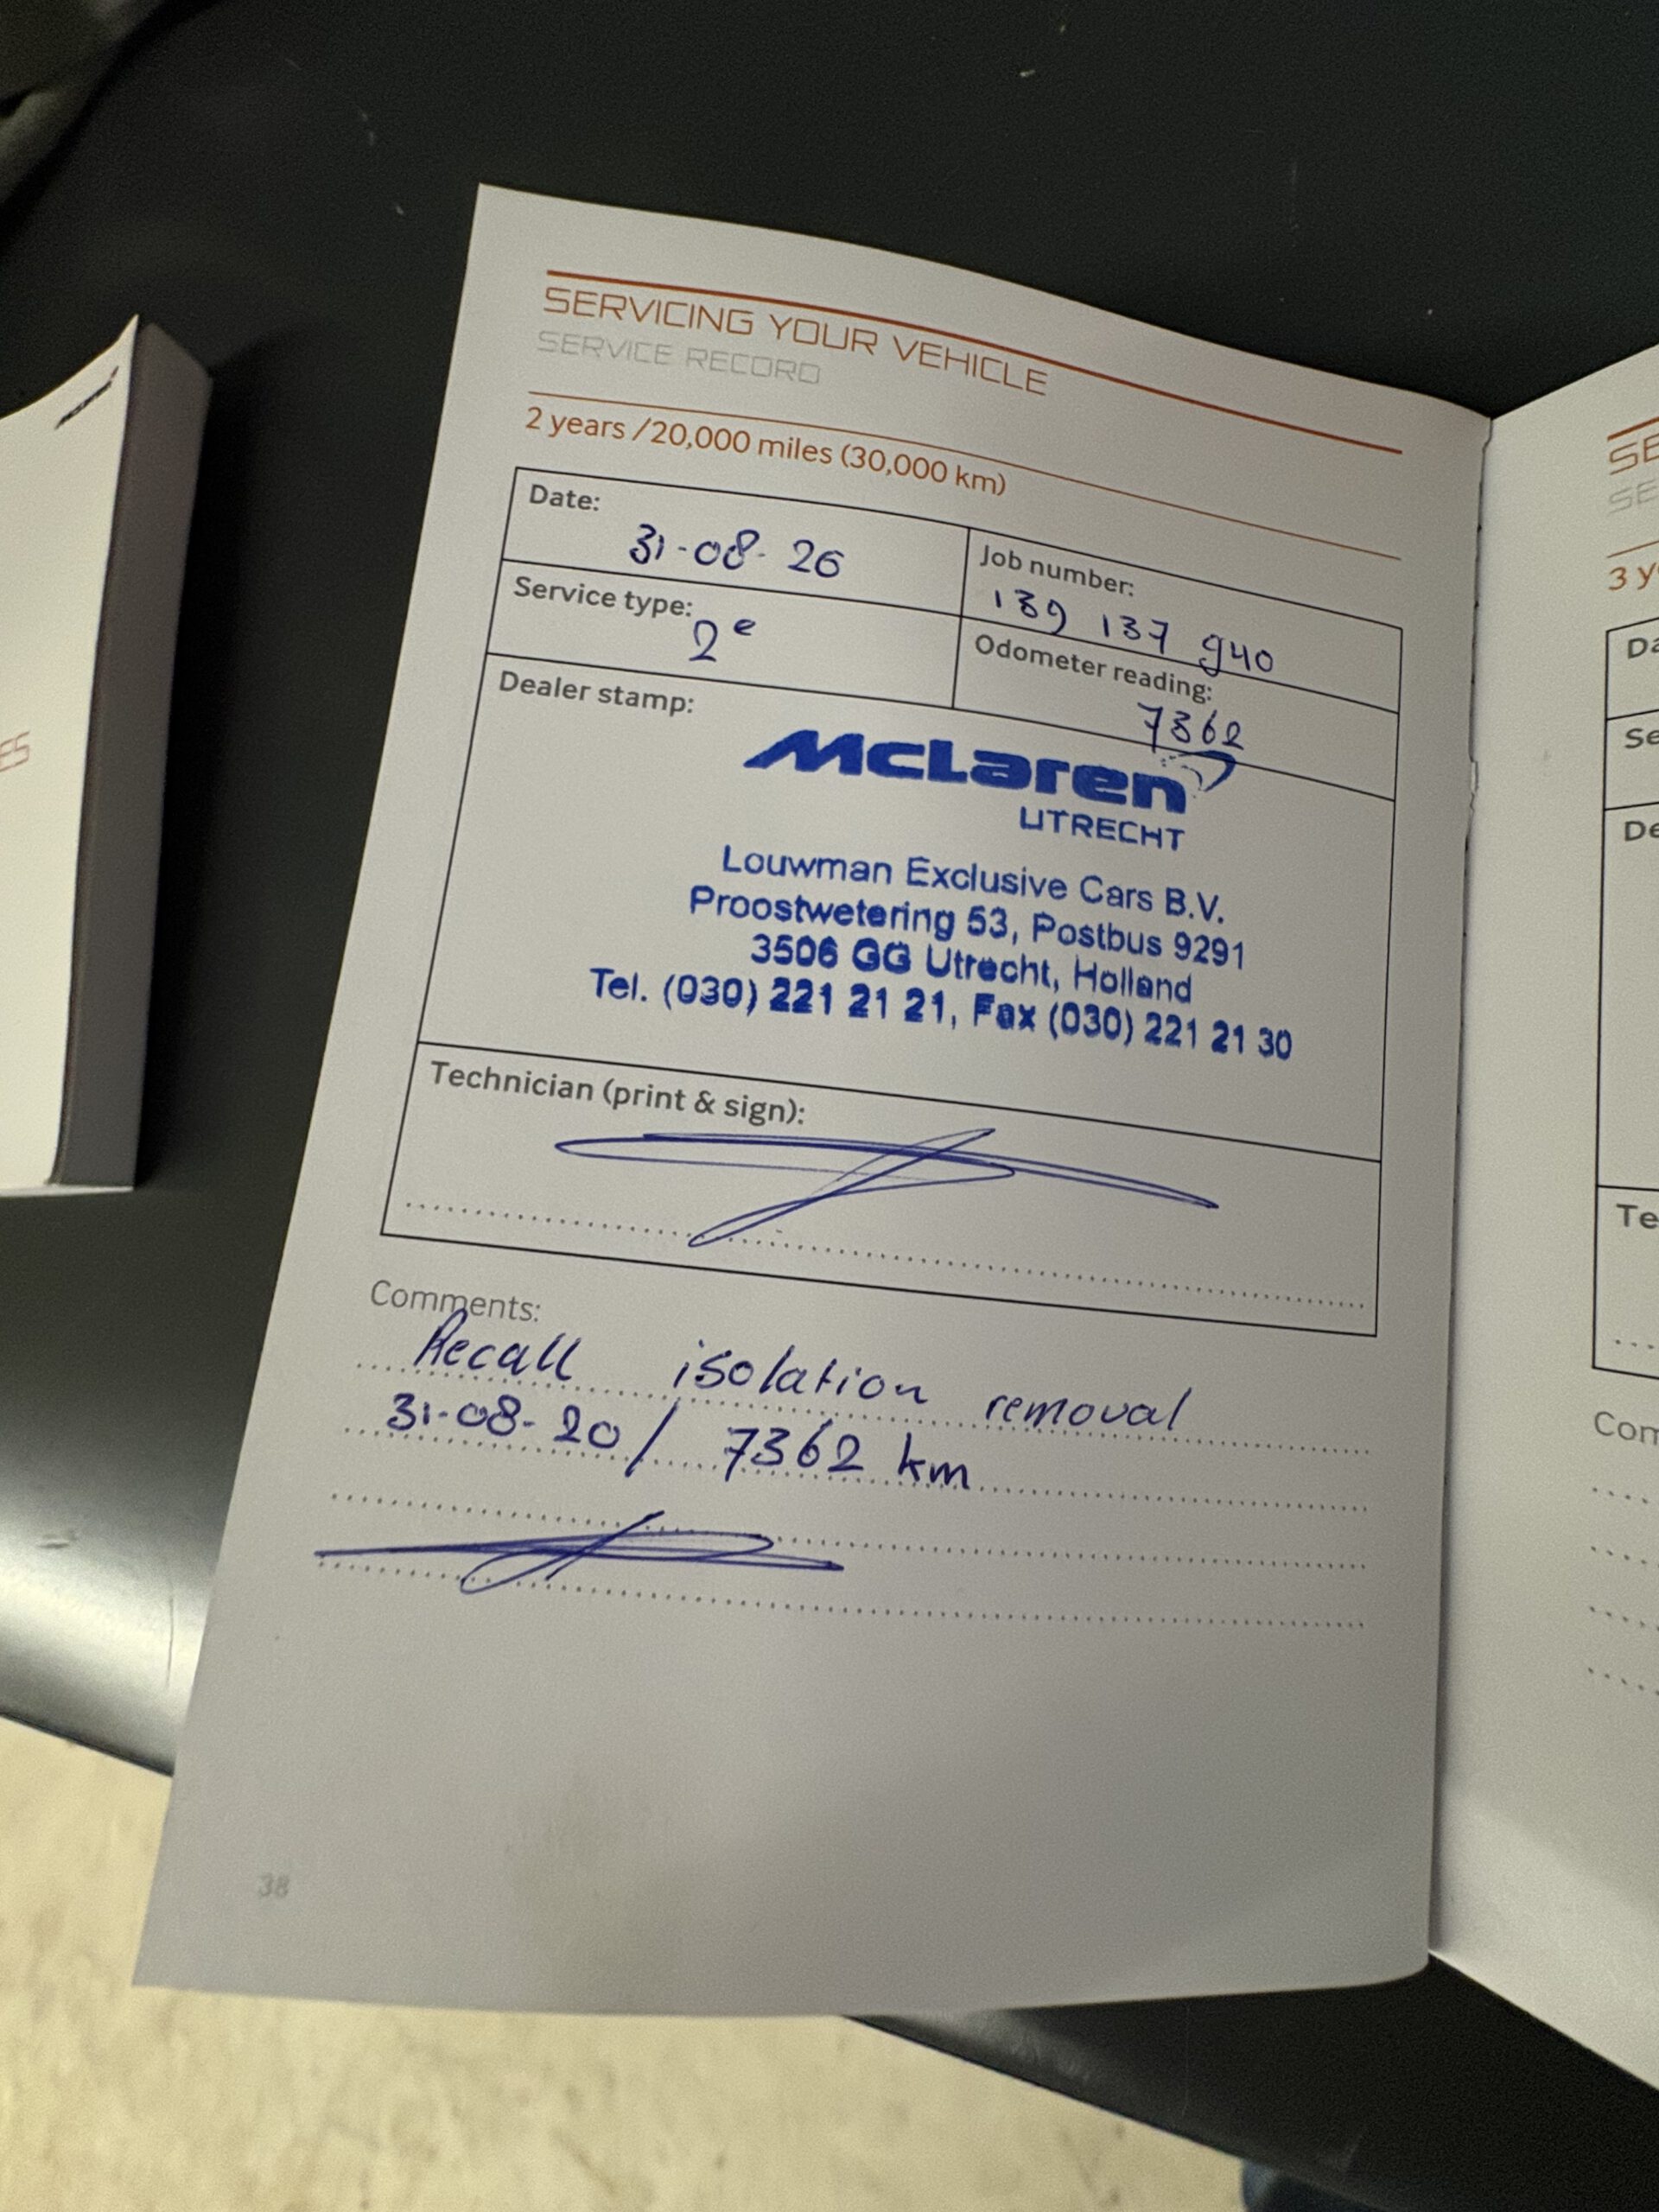 SERVICING YOUR VEHICLE
SERVICE RECORD
2 years /20,000 miles (30,000 km)
Date:
31-08-20
Job number:
139 137 940
Service type:
2e
Odometer reading:
7362
Dealer stamp:
McLaren
UTRECHT
Louwman Exclusive Cars B.V.
Proostwetering 53, Postbus 9291
3506 GG Utrecht, Holland
Tel. (030) 221 21 21, Fax (030) 221 21 30
Technician (print & sign):
Comments:
Recall isolation removal
31-08-20 / 7362 km
38
ES
SE
SE
3 y
Da
Se
De
Te
Com